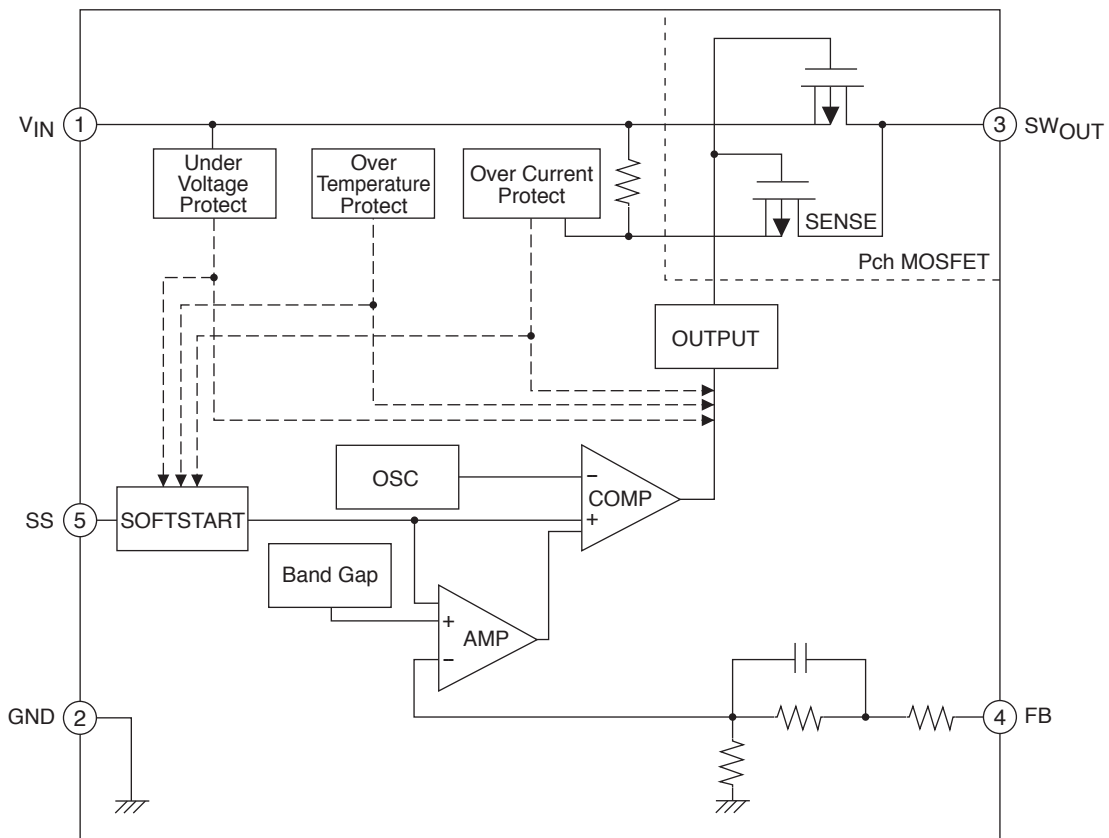 VIN
1
3
SWOUT
Under
Voltage
Protect
Over
Temperature
Protect
Over Current
Protect
SENSE
Pch MOSFET
OUTPUT
OSC
−
COMP
+
SS
5
SOFTSTART
Band Gap
+
AMP
−
GND
2
4
FB